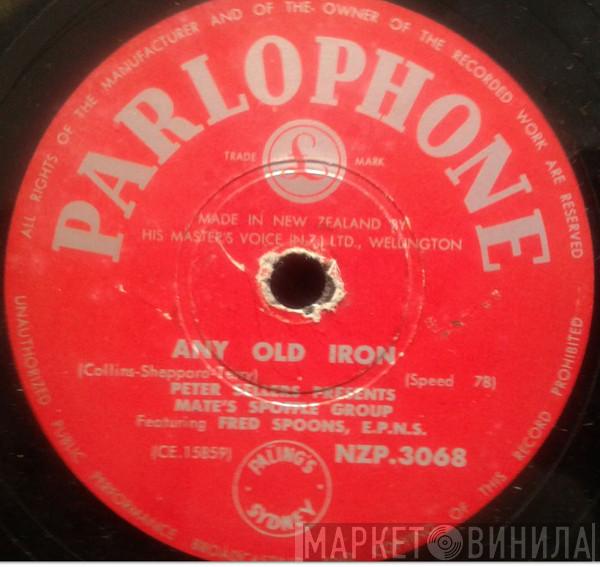 ALL RIGHTS OF THE MANUFACTURER AND OF THE OWNER OF THE RECORDED WORK ARE RESERVED
PARLOPHONE
TRADE £ MARK
MADE IN NEW ZEALAND BY
HIS MASTER'S VOICE (N.Z.) LTD., WELLINGTON
ANY OLD IRON
(Collins-Sheppard-Terry) (Speed 78)
PETER SELLERS PRESENTS
MATE'S SPOFFLE GROUP
Featuring FRED SPOONS, E.P.N.S.
(CE.15859) NZP.3068
PALING'S
SYDNEY
UNAUTHORIZED PUBLIC PERFORMANCE BROADCASTING OF THIS RECORD PROHIBITED
МАРКЕТ ВИНИЛА